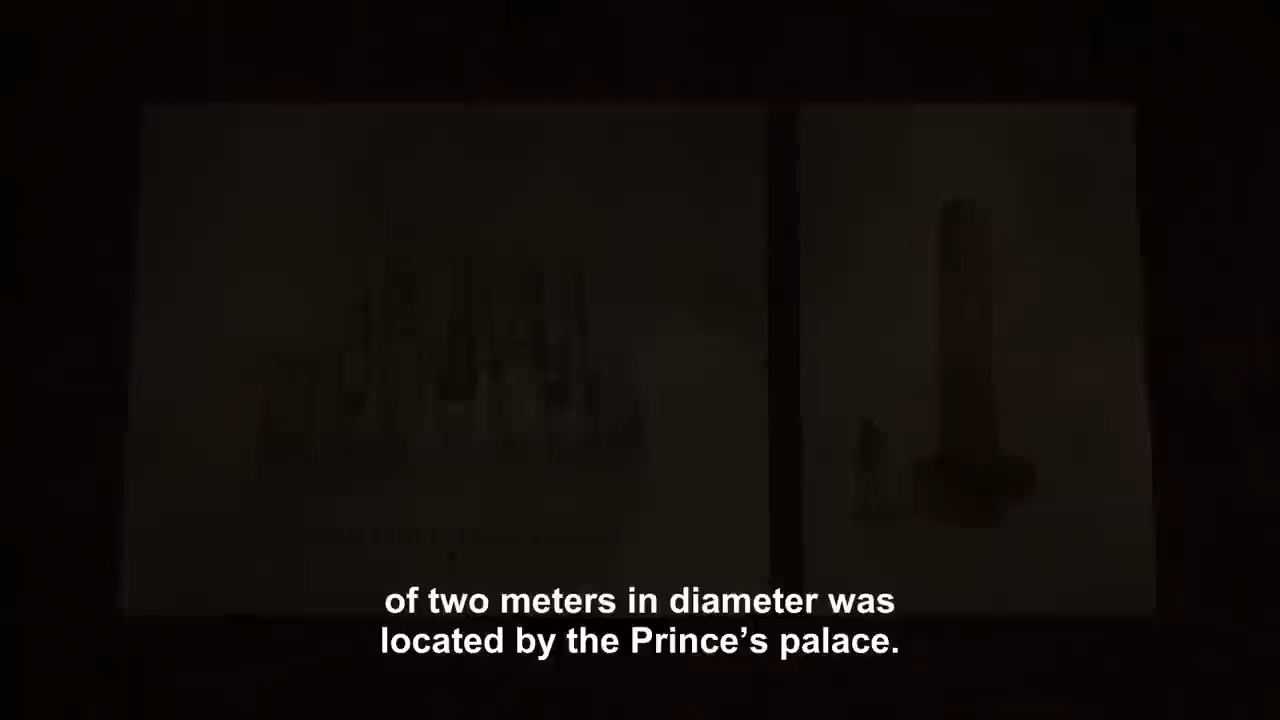 of two meters in diameter was
located by the Prince’s palace.